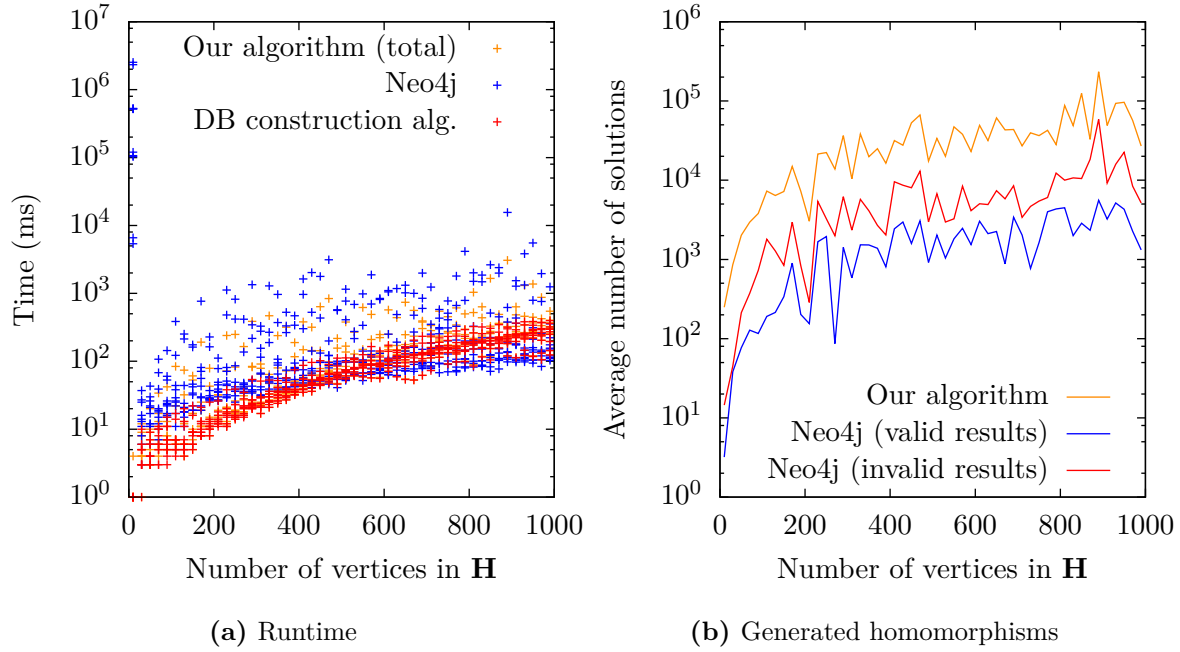 10^7
10^6
10^5
10^4
10^3
10^2
10^1
10^0
Time (ms)
Our algorithm (total)
Neo4j
DB construction alg.
0 200 400 600 800 1000
Number of vertices in H
(a) Runtime
10^6
10^5
10^4
10^3
10^2
10^1
10^0
Average number of solutions
Our algorithm
Neo4j (valid results)
Neo4j (invalid results)
0 200 400 600 800 1000
Number of vertices in H
(b) Generated homomorphisms